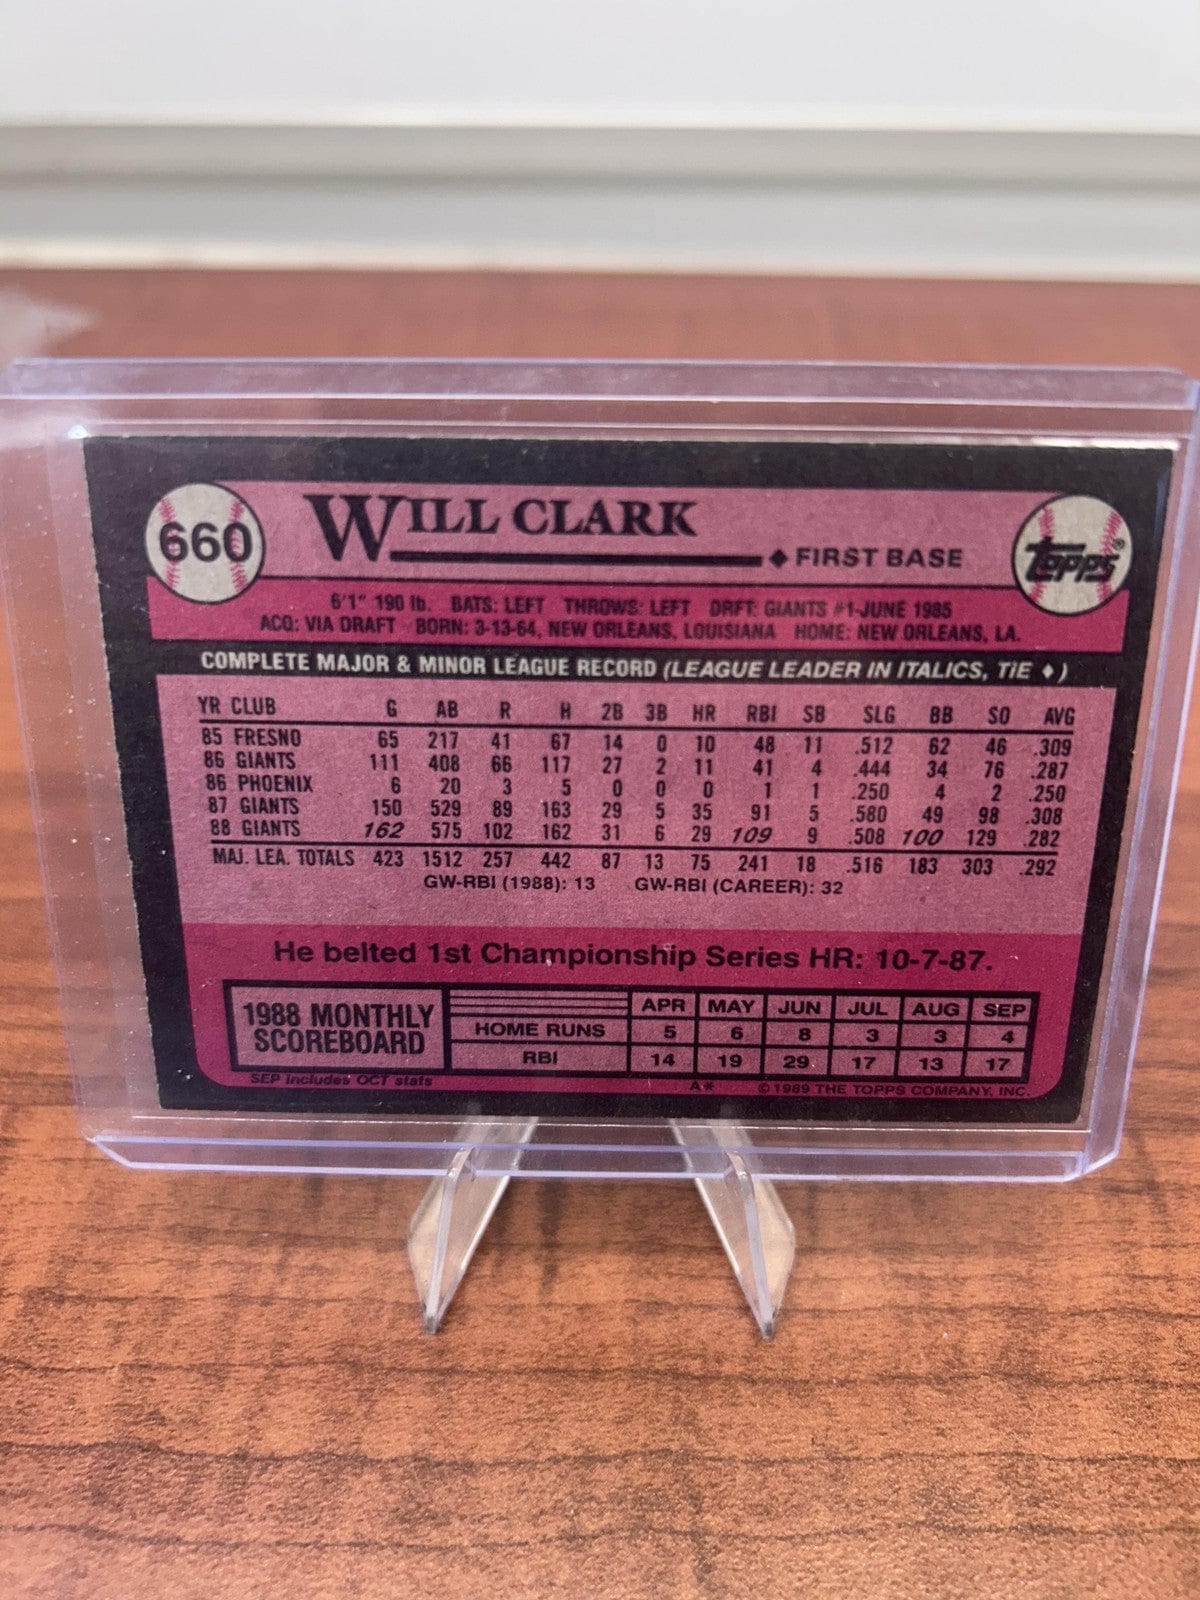 660
WILL CLARK
◆ FIRST BASE
Topps®
6'1" 190 lb. BATS: LEFT THROWS: LEFT DRFT: GIANTS #1-JUNE 1985
ACQ: VIA DRAFT BORN: 3-13-64, NEW ORLEANS, LOUISIANA HOME: NEW ORLEANS, LA.
COMPLETE MAJOR & MINOR LEAGUE RECORD (LEAGUE LEADER IN ITALICS, TIE ♦)
YR CLUB G AB R H 2B 3B HR RBI SB SLG BB SO AVG
85 FRESNO 65 217 41 67 14 0 10 48 11 .512 62 46 .309
86 GIANTS 111 408 66 117 27 2 11 41 4 .444 34 76 .287
86 PHOENIX 6 20 3 5 0 0 0 1 1 .250 4 2 .250
87 GIANTS 150 529 89 163 29 5 35 91 5 .580 49 98 .308
88 GIANTS 162 575 102 162 31 6 29 109 9 .508 100 129 .282
MAJ. LEA. TOTALS 423 1512 257 442 87 13 75 241 18 .516 183 303 .292
GW-RBI (1988): 13 GW-RBI (CAREER): 32
He belted 1st Championship Series HR: 10-7-87.
1988 MONTHLY SCOREBOARD
APR MAY JUN JUL AUG SEP
HOME RUNS 5 6 8 3 3 4
RBI 14 19 29 17 13 17
SEP includes OCT stats
A* © 1989 THE TOPPS COMPANY, INC.